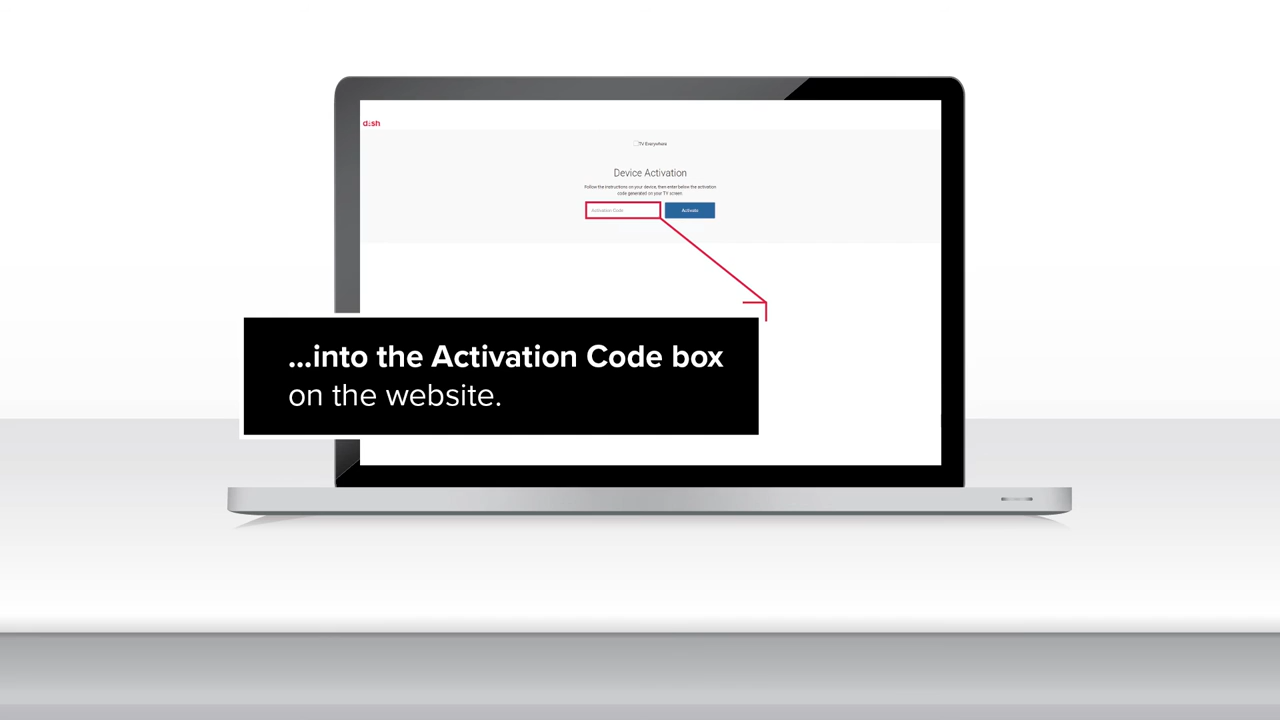 dish
TV Everywhere
Device Activation
Follow the instructions on your device, then enter below the activation
code generated on your TV screen
Activation Code
Activate
...into the Activation Code box
on the website.